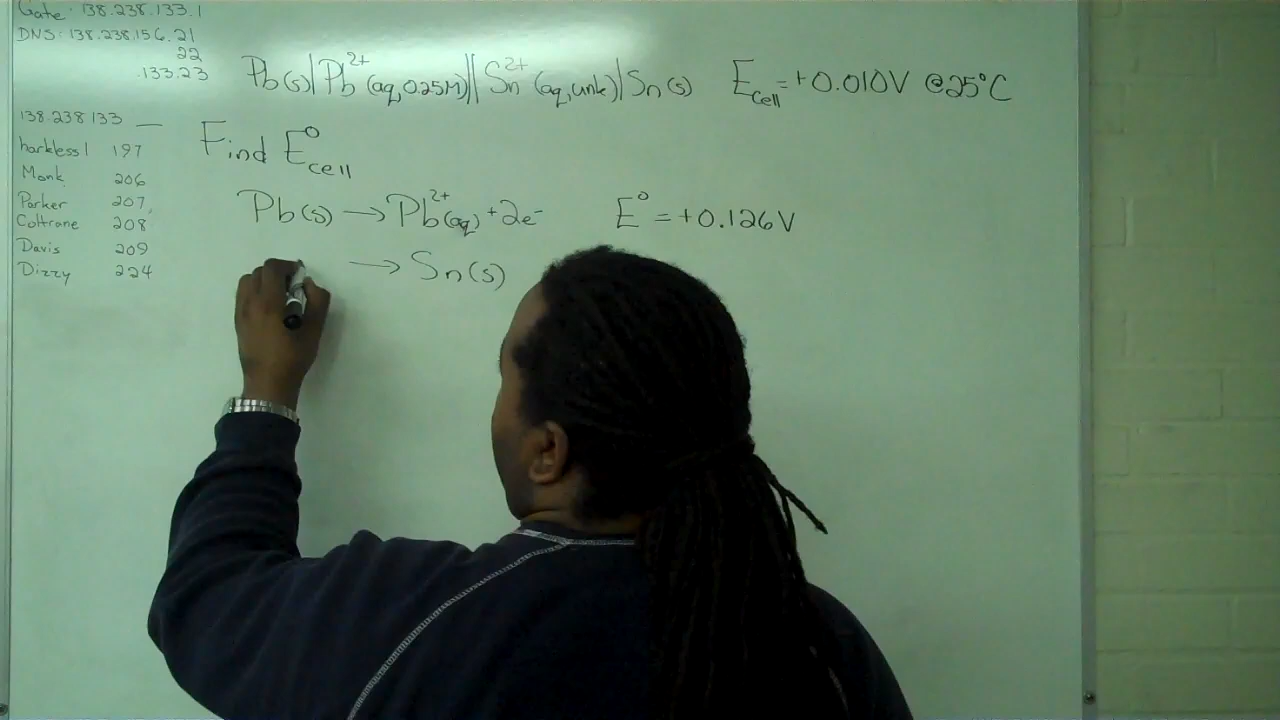 Gate: 138.238.133.1
DNS: 138.238.156.21
22
.133.23
Pb(s)|Pb²⁺(aq,0.25M)||Sn²⁺(aq,unk)|Sn(s) E cell = +0.010V @25°C
138.238.133 __
harkless1 197
Monk 206
Parker 207
Coltrane 208
Davis 209
Dizzy 224
Find E°cell
Pb(s) → Pb²⁺(aq) + 2e⁻ E° = +0.126V
→ Sn(s)